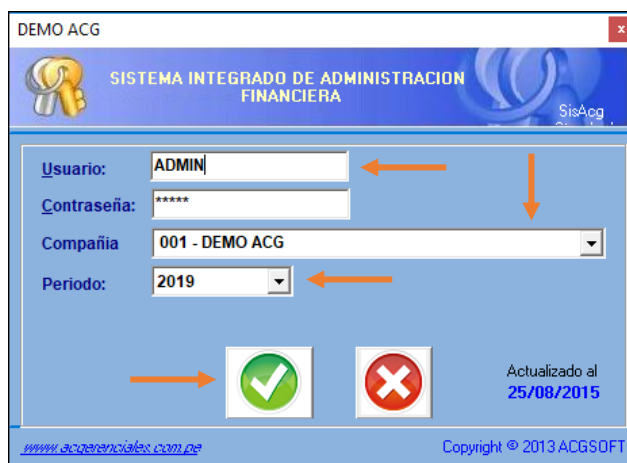 DEMO ACG
x
SISTEMA INTEGRADO DE ADMINISTRACION
FINANCIERA
SisAcg
Usuario:
ADMIN
Contraseña:
*****
Compañia
001 - DEMO ACG
Periodo:
2019
Actualizado al
25/08/2015
www.acgerenciales.com.pe
Copyright © 2013 ACGSOFT